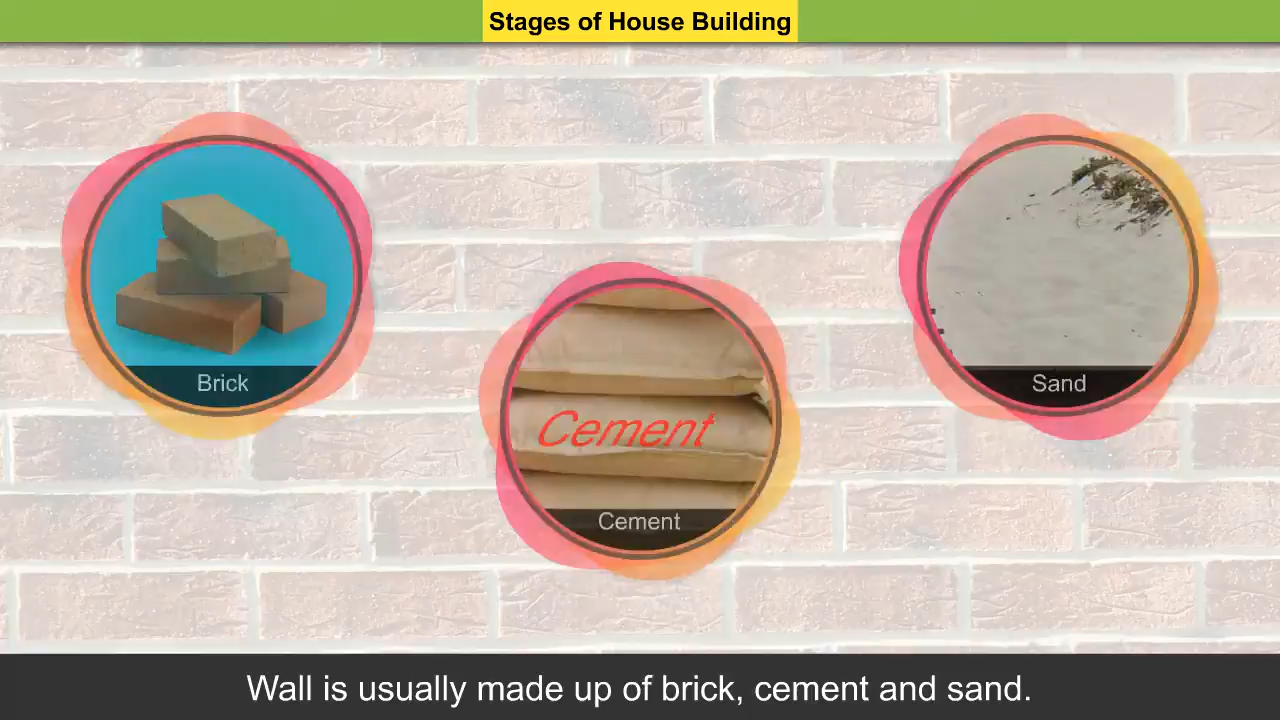 Stages of House Building
Brick
Sand
Cement
Cement
Wall is usually made up of brick, cement and sand.